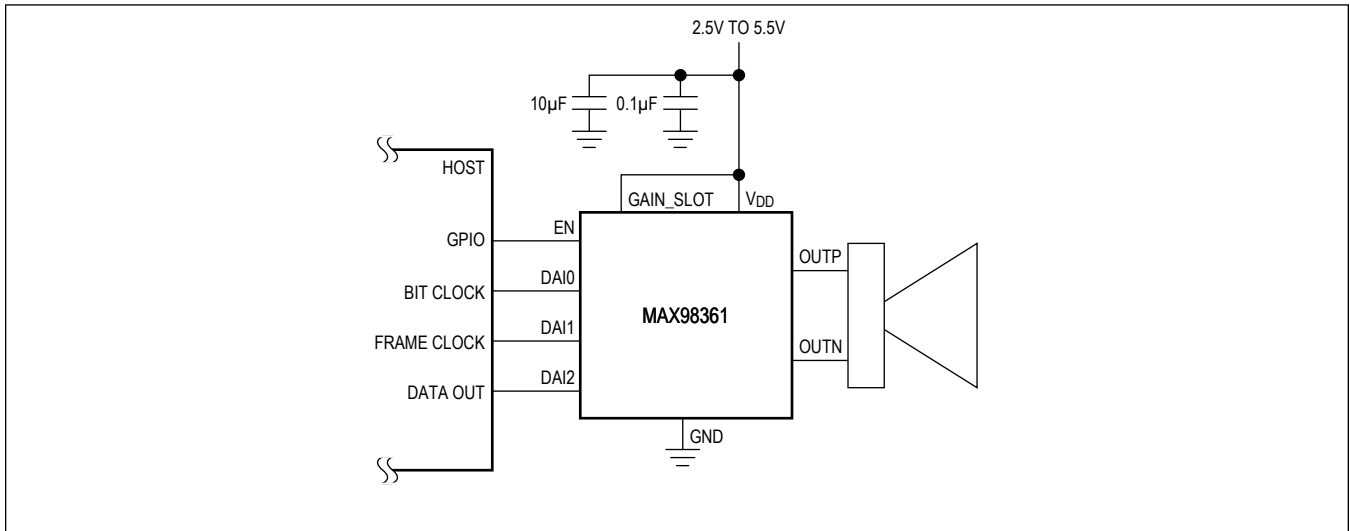 2.5V TO 5.5V
10µF
0.1µF
HOST
GAIN_SLOT
VDD
GPIO
EN
BIT CLOCK
DAI0
FRAME CLOCK
DAI1
DATA OUT
DAI2
MAX98361
OUTP
OUTN
GND